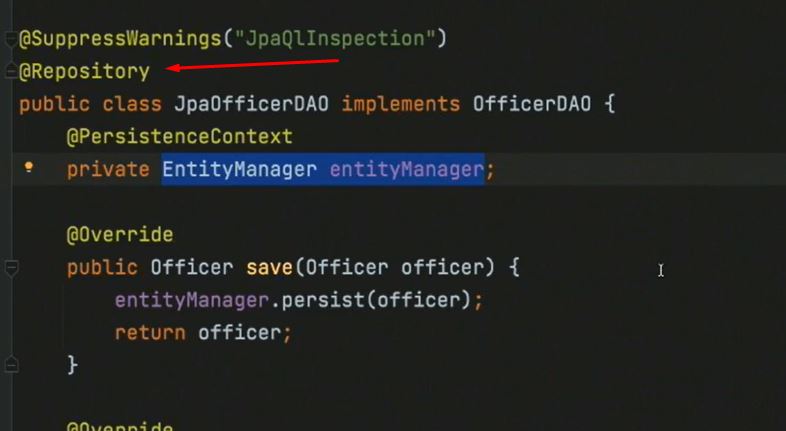 @SuppressWarnings("JpaQlInspection")
@Repository
public class JpaOfficerDAO implements OfficerDAO {
@PersistenceContext
private EntityManager entityManager;
@Override
public Officer save(Officer officer) {
entityManager.persist(officer);
return officer;
}
@Override